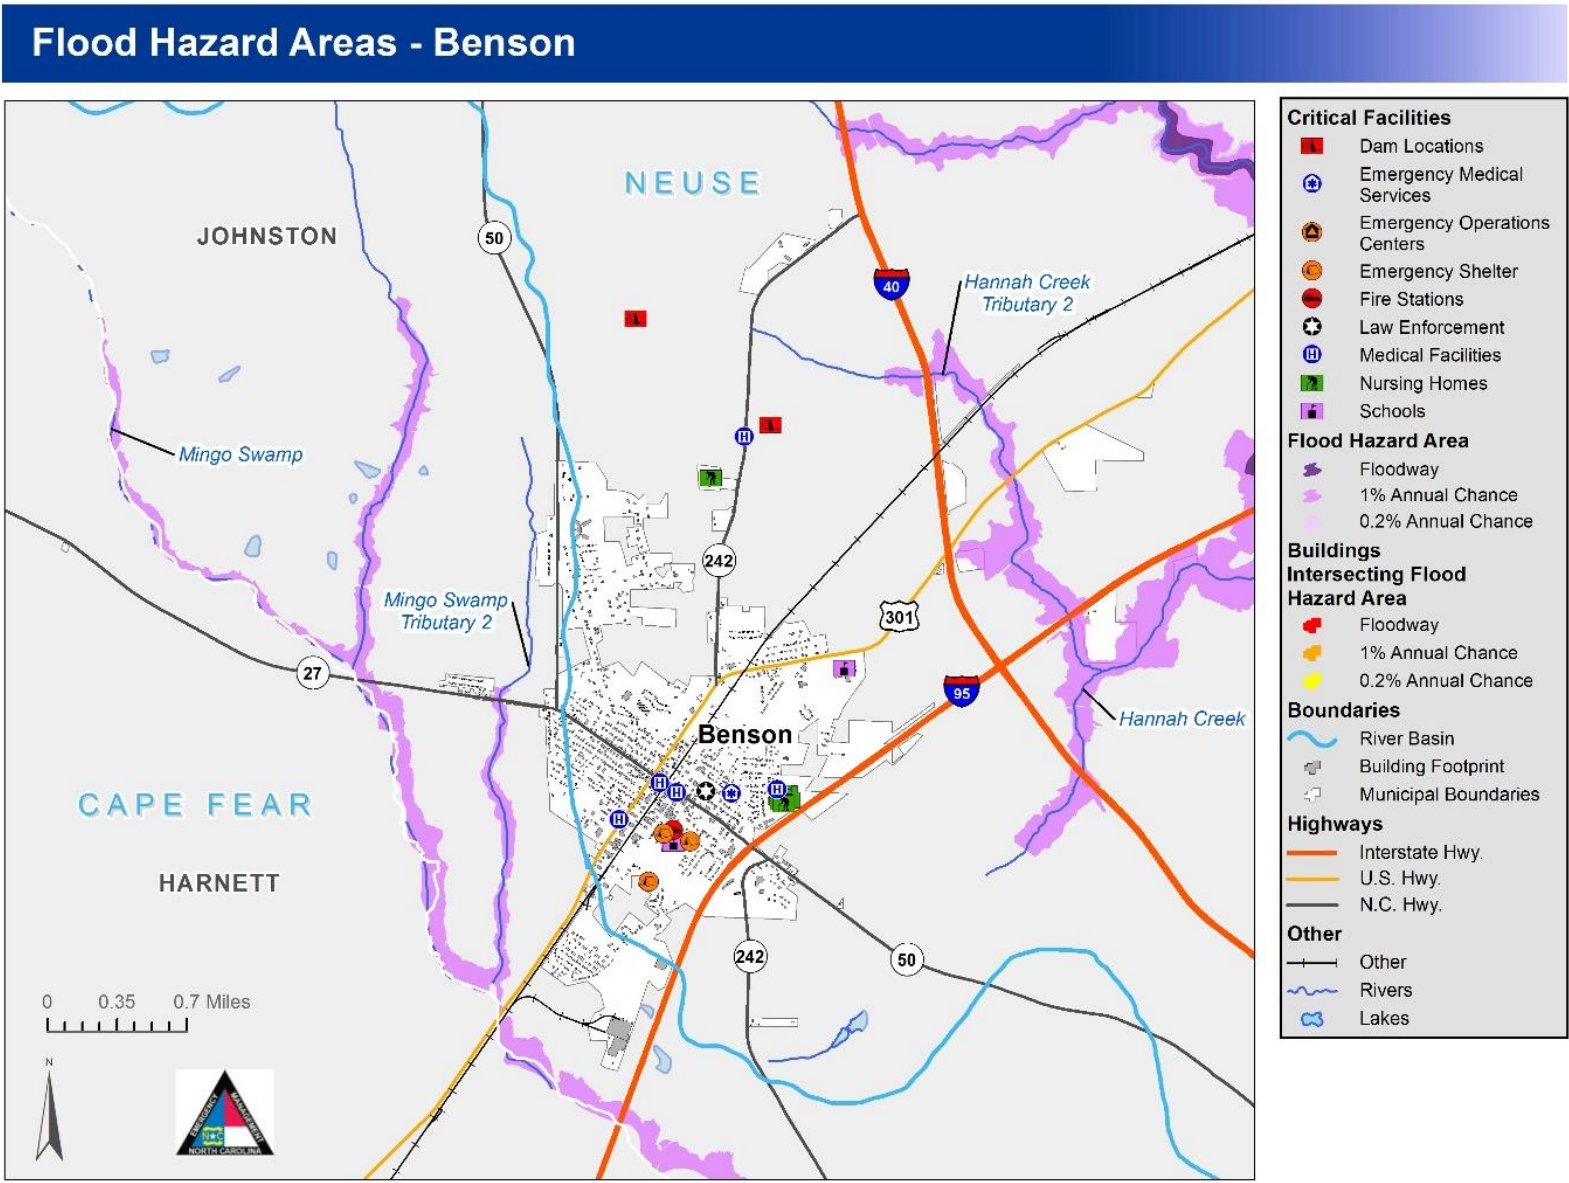 Flood Hazard Areas - Benson
NEUSE
JOHNSTON
50
40
Hannah Creek
Tributary 2
Mingo Swamp
242
Mingo Swamp
Tributary 2
301
27
95
Benson
Hannah Creek
CAPE FEAR
HARNETT
242
50
0 0.35 0.7 Miles
N
EMERGENCY
MANAGEMENT
NC
NORTH CAROLINA
Critical Facilities
Dam Locations
Emergency Medical
Services
Emergency Operations
Centers
Emergency Shelter
Fire Stations
Law Enforcement
Medical Facilities
Nursing Homes
Schools
Flood Hazard Area
Floodway
1% Annual Chance
0.2% Annual Chance
Buildings
Intersecting Flood
Hazard Area
Floodway
1% Annual Chance
0.2% Annual Chance
Boundaries
River Basin
Building Footprint
Municipal Boundaries
Highways
Interstate Hwy.
U.S. Hwy.
N.C. Hwy.
Other
Other
Rivers
Lakes